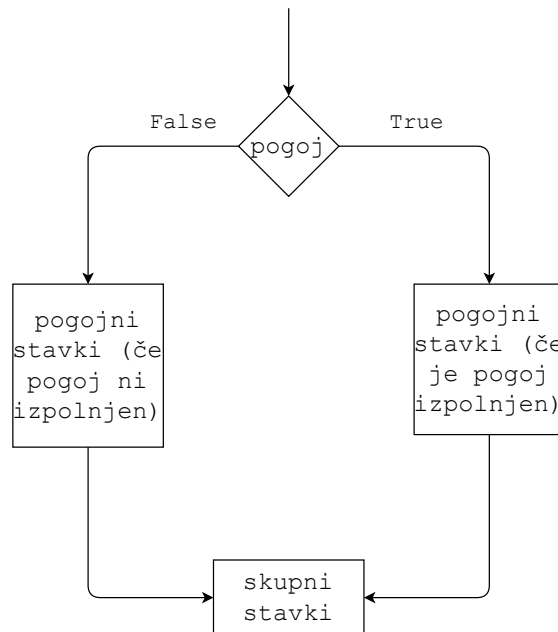 False
True
pogoj
pogojni
stavki (če
pogoj ni
izpolnjen)
pogojni
stavki (če
je pogoj
izpolnjen)
skupni
stavki